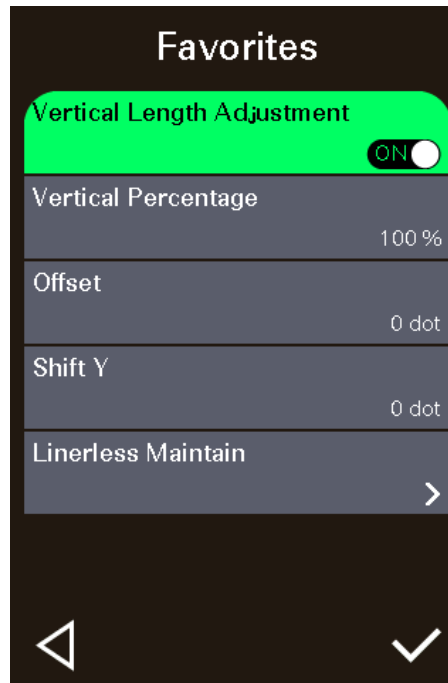 Favorites
Vertical Length Adjustment
ON
Vertical Percentage
100 %
Offset
0 dot
Shift Y
0 dot
Linerless Maintain